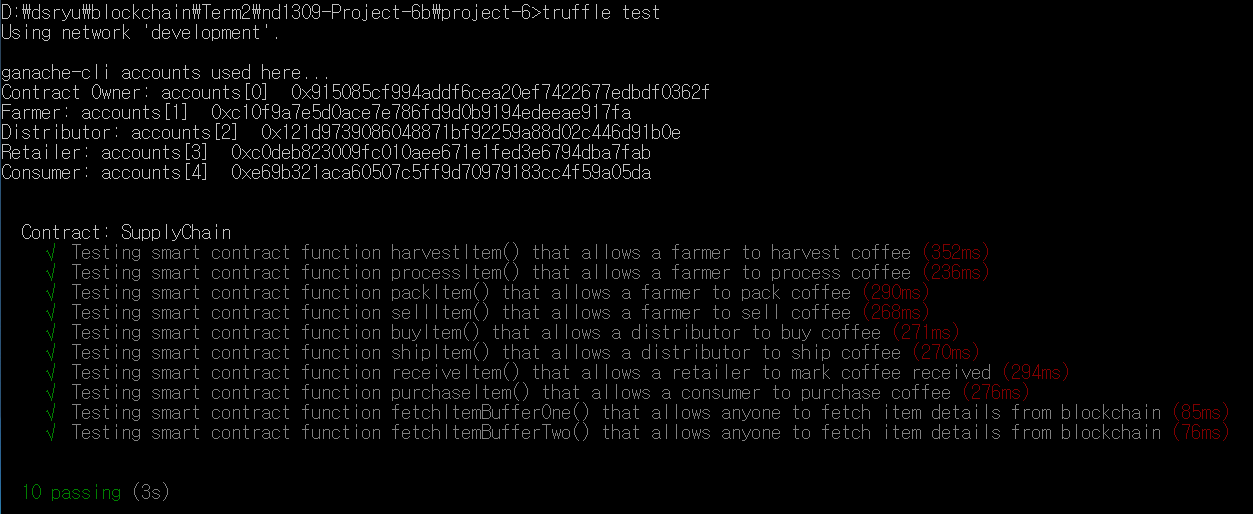 D:₩dsryu₩blockchain₩Term2₩nd1309-Project-6b₩project-6>truffle test
Using network 'development'.
ganache-cli accounts used here...
Contract Owner: accounts[0] 0x915085cf994addf6cea20ef7422677edbdf0362f
Farmer: accounts[1] 0xc10f9a7e5d0ace7e786fd9d0b9194edeeae917fa
Distributor: accounts[2] 0x121d9739086048871bf92259a88d02c446d91b0e
Retailer: accounts[3] 0xc0deb823009fc010aee671e1fed3e6794dba7fab
Consumer: accounts[4] 0xe69b321aca60507c5ff9d70979183cc4f59a05da
Contract: SupplyChain
√ Testing smart contract function harvestItem() that allows a farmer to harvest coffee (352ms)
√ Testing smart contract function processItem() that allows a farmer to process coffee (236ms)
√ Testing smart contract function packItem() that allows a farmer to pack coffee (290ms)
√ Testing smart contract function sellItem() that allows a farmer to sell coffee (268ms)
√ Testing smart contract function buyItem() that allows a distributor to buy coffee (271ms)
√ Testing smart contract function shipItem() that allows a distributor to ship coffee (270ms)
√ Testing smart contract function receiveItem() that allows a retailer to mark coffee received (294ms)
√ Testing smart contract function purchaseItem() that allows a consumer to purchase coffee (276ms)
√ Testing smart contract function fetchItemBufferOne() that allows anyone to fetch item details from blockchain (85ms)
√ Testing smart contract function fetchItemBufferTwo() that allows anyone to fetch item details from blockchain (76ms)
10 passing (3s)